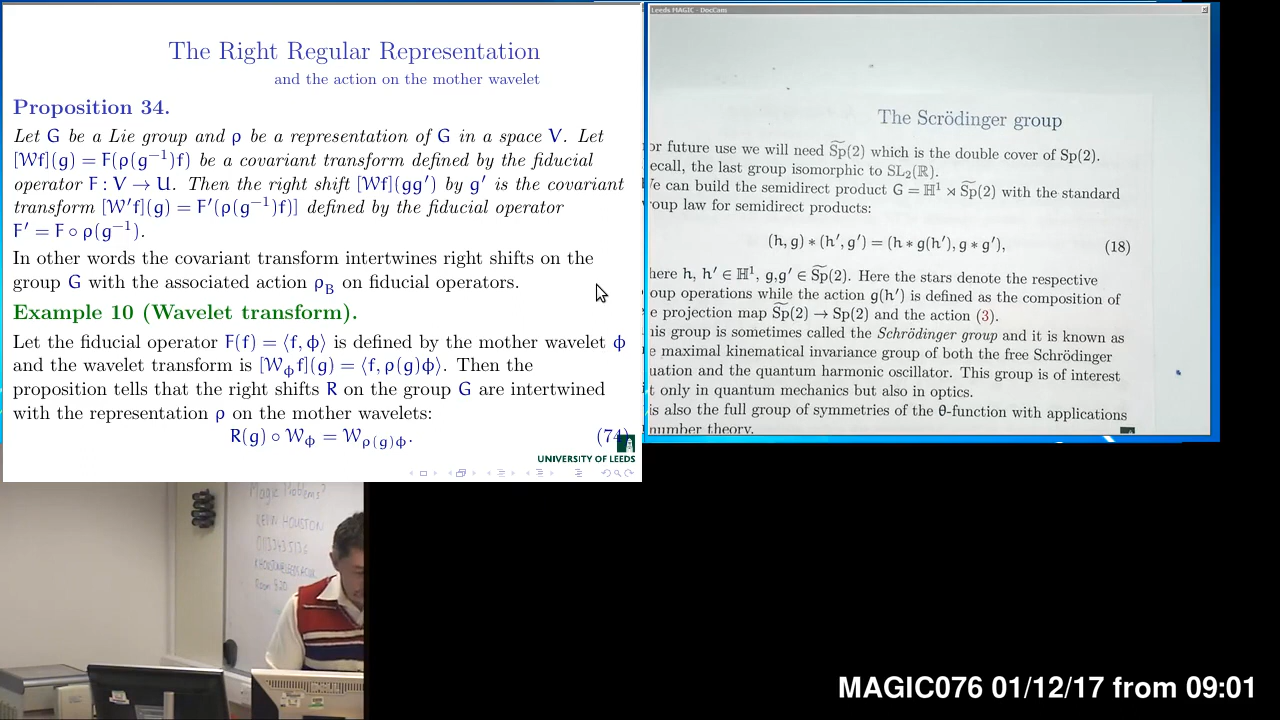 The Right Regular Representation
and the action on the mother wavelet
Proposition 34.
Let G be a Lie group and ρ be a representation of G in a space V. Let
[Wf](g) = F(ρ(g⁻¹)f) be a covariant transform defined by the fiducial
operator F : V → U. Then the right shift [Wf](gg′) by g′ is the covariant
transform [W′f](g) = F′(ρ(g⁻¹)f)] defined by the fiducial operator
F′ = F ∘ ρ(g⁻¹).
In other words the covariant transform intertwines right shifts on the
group G with the associated action ρ_B on fiducial operators.
Example 10 (Wavelet transform).
Let the fiducial operator F(f) = ⟨f, ϕ⟩ is defined by the mother wavelet ϕ
and the wavelet transform is [W_ϕ f](g) = ⟨f, ρ(g)ϕ⟩. Then the
proposition tells that the right shifts R on the group G are intertwined
with the representation ρ on the mother wavelets:
R(g) ∘ W_ϕ = W_ρ(g)ϕ. (74
UNIVERSITY OF LEEDS
Leeds MAGIC - DocCam
The Scrödinger group
or future use we will need S͠p(2) which is the double cover of Sp(2).
ecall, the last group isomorphic to SL₂(ℝ).
e can build the semidirect product G = ℍ¹ ⋊ S͠p(2) with the standard
roup law for semidirect products:
(h, g) ∗ (h′, g′) = (h ∗ g(h′), g ∗ g′), (18)
here h, h′ ∈ ℍ¹, g,g′ ∈ S͠p(2). Here the stars denote the respective
oup operations while the action g(h′) is defined as the composition of
e projection map S͠p(2) → Sp(2) and the action (3).
is group is sometimes called the Schrödinger group and it is known as
e maximal kinematical invariance group of both the free Schrödinger
uation and the quantum harmonic oscillator. This group is of interest
t only in quantum mechanics but also in optics.
is also the full group of symmetries of the θ-function with applications
number theory.
Magic Problems?
KEVIN HOUSTON
Room
MAGIC076 01/12/17 from 09:01